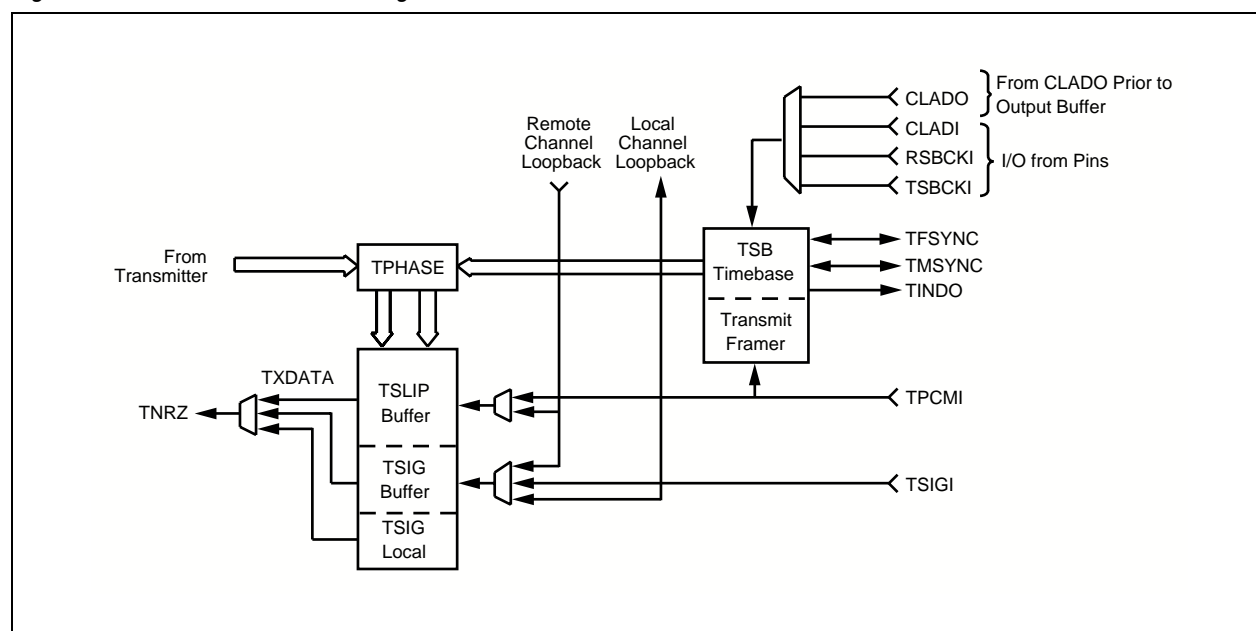 CLADO
From CLADO Prior to
Output Buffer
CLADI
RSBCKI
I/O from Pins
TSBCKI
Remote
Channel
Loopback
Local
Channel
Loopback
From
Transmitter
TPHASE
TSB
Timebase
Transmit
Framer
TFSYNC
TMSYNC
TINDO
TXDATA
TNRZ
TSLIP
Buffer
TSIG
Buffer
TSIG
Local
TPCMI
TSIGI